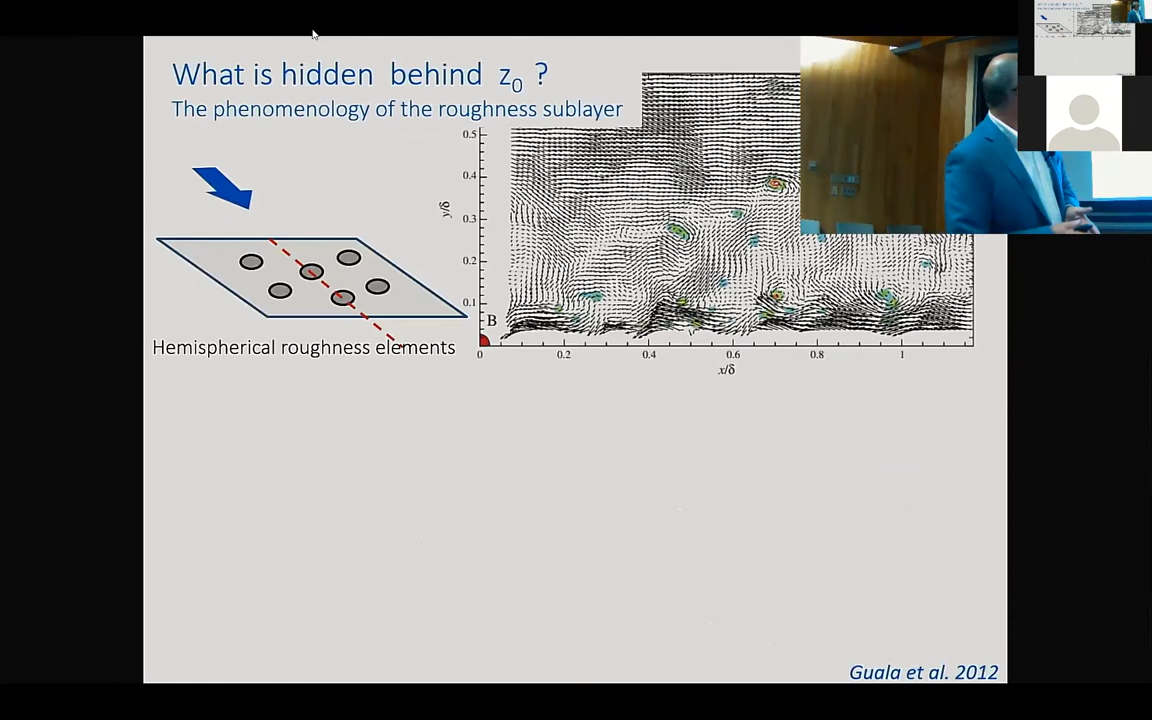 What is hidden behind z₀ ?
The phenomenology of the roughness sublayer
0.5
0.4
y/δ
0.3
0.2
0.1
B
0 0.2 0.4 0.6 0.8 1
x/δ
Hemispherical roughness elements
Guala et al. 2012